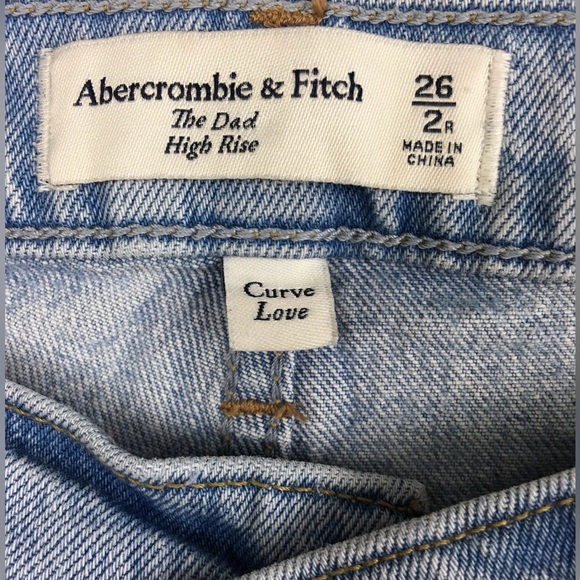 Abercrombie & Fitch
The Dad
High Rise
26
2R
MADE IN
CHINA
Curve
Love